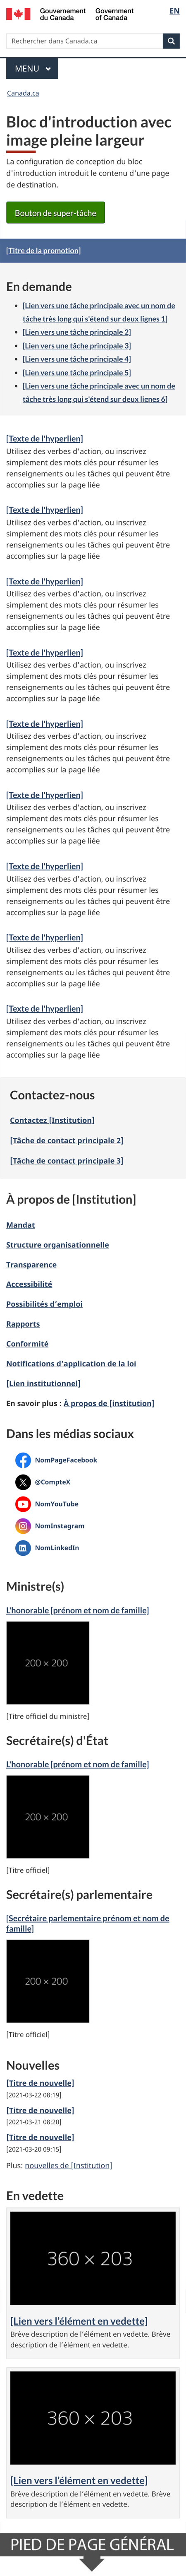 Gouvernement du Canada
Government of Canada
EN
Rechercher dans Canada.ca
MENU
Canada.ca
Bloc d'introduction avec
image pleine largeur
La configuration de conception du bloc
d'introduction introduit le contenu d'une page
de destination.
Bouton de super-tâche
[Titre de la promotion]
En demande
[Lien vers une tâche principale avec un nom de
tâche très long qui s'étend sur deux lignes 1]
[Lien vers une tâche principale 2]
[Lien vers une tâche principale 3]
[Lien vers une tâche principale 4]
[Lien vers une tâche principale 5]
[Lien vers une tâche principale avec un nom de
tâche très long qui s'étend sur deux lignes 6]
[Texte de l'hyperlien]
Utilisez des verbes d'action, ou inscrivez
simplement des mots clés pour résumer les
renseignements ou les tâches qui peuvent être
accomplies sur la page liée
[Texte de l'hyperlien]
Utilisez des verbes d'action, ou inscrivez
simplement des mots clés pour résumer les
renseignements ou les tâches qui peuvent être
accomplies sur la page liée
[Texte de l'hyperlien]
Utilisez des verbes d'action, ou inscrivez
simplement des mots clés pour résumer les
renseignements ou les tâches qui peuvent être
accomplies sur la page liée
[Texte de l'hyperlien]
Utilisez des verbes d'action, ou inscrivez
simplement des mots clés pour résumer les
renseignements ou les tâches qui peuvent être
accomplies sur la page liée
[Texte de l'hyperlien]
Utilisez des verbes d'action, ou inscrivez
simplement des mots clés pour résumer les
renseignements ou les tâches qui peuvent être
accomplies sur la page liée
[Texte de l'hyperlien]
Utilisez des verbes d'action, ou inscrivez
simplement des mots clés pour résumer les
renseignements ou les tâches qui peuvent être
accomplies sur la page liée
[Texte de l'hyperlien]
Utilisez des verbes d'action, ou inscrivez
simplement des mots clés pour résumer les
renseignements ou les tâches qui peuvent être
accomplies sur la page liée
[Texte de l'hyperlien]
Utilisez des verbes d'action, ou inscrivez
simplement des mots clés pour résumer les
renseignements ou les tâches qui peuvent être
accomplies sur la page liée
[Texte de l'hyperlien]
Utilisez des verbes d'action, ou inscrivez
simplement des mots clés pour résumer les
renseignements ou les tâches qui peuvent être
accomplies sur la page liée
Contactez-nous
Contactez [Institution]
[Tâche de contact principale 2]
[Tâche de contact principale 3]
À propos de [Institution]
Mandat
Structure organisationnelle
Transparence
Accessibilité
Possibilités d'emploi
Rapports
Conformité
Notifications d'application de la loi
[Lien institutionnel]
En savoir plus : À propos de [institution]
Dans les médias sociaux
NomPageFacebook
@CompteX
NomYouTube
NomInstagram
NomLinkedIn
Ministre(s)
L'honorable [prénom et nom de famille]
200 × 200
[Titre officiel du ministre]
Secrétaire(s) d'État
L'honorable [prénom et nom de famille]
200 × 200
[Titre officiel]
Secrétaire(s) parlementaire
[Secrétaire parlementaire prénom et nom de
famille]
200 × 200
[Titre officiel]
Nouvelles
[Titre de nouvelle]
[2021-03-22 08:19]
[Titre de nouvelle]
[2021-03-21 08:20]
[Titre de nouvelle]
[2021-03-20 09:15]
Plus: nouvelles de [Institution]
En vedette
360 × 203
[Lien vers l'élément en vedette]
Brève description de l'élément en vedette. Brève
description de l'élément en vedette.
360 × 203
[Lien vers l'élément en vedette]
Brève description de l'élément en vedette. Brève
description de l'élément en vedette.
PIED DE PAGE GÉNÉRAL